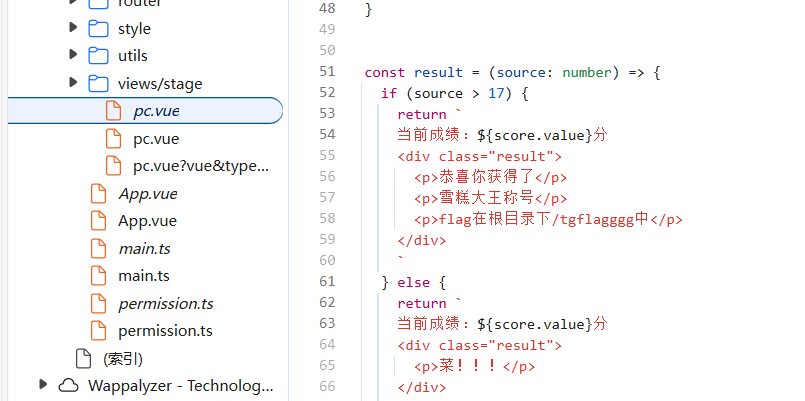 router
style
utils
views/stage
pc.vue
pc.vue
pc.vue?vue&type...
App.vue
App.vue
main.ts
main.ts
permission.ts
permission.ts
(索引)
Wappalyzer - Technolog...
48 }
49
50
51 const result = (source: number) => {
52 if (source > 17) {
53 return `
54 当前成绩：${score.value}分
55 <div class="result">
56 <p>恭喜你获得了</p>
57 <p>雪糕大王称号</p>
58 <p>flag在根目录下/tgflagggg中</p>
59 </div>
60 `
61 } else {
62 return `
63 当前成绩：${score.value}分
64 <div class="result">
65 <p>菜！！！</p>
66 </div>